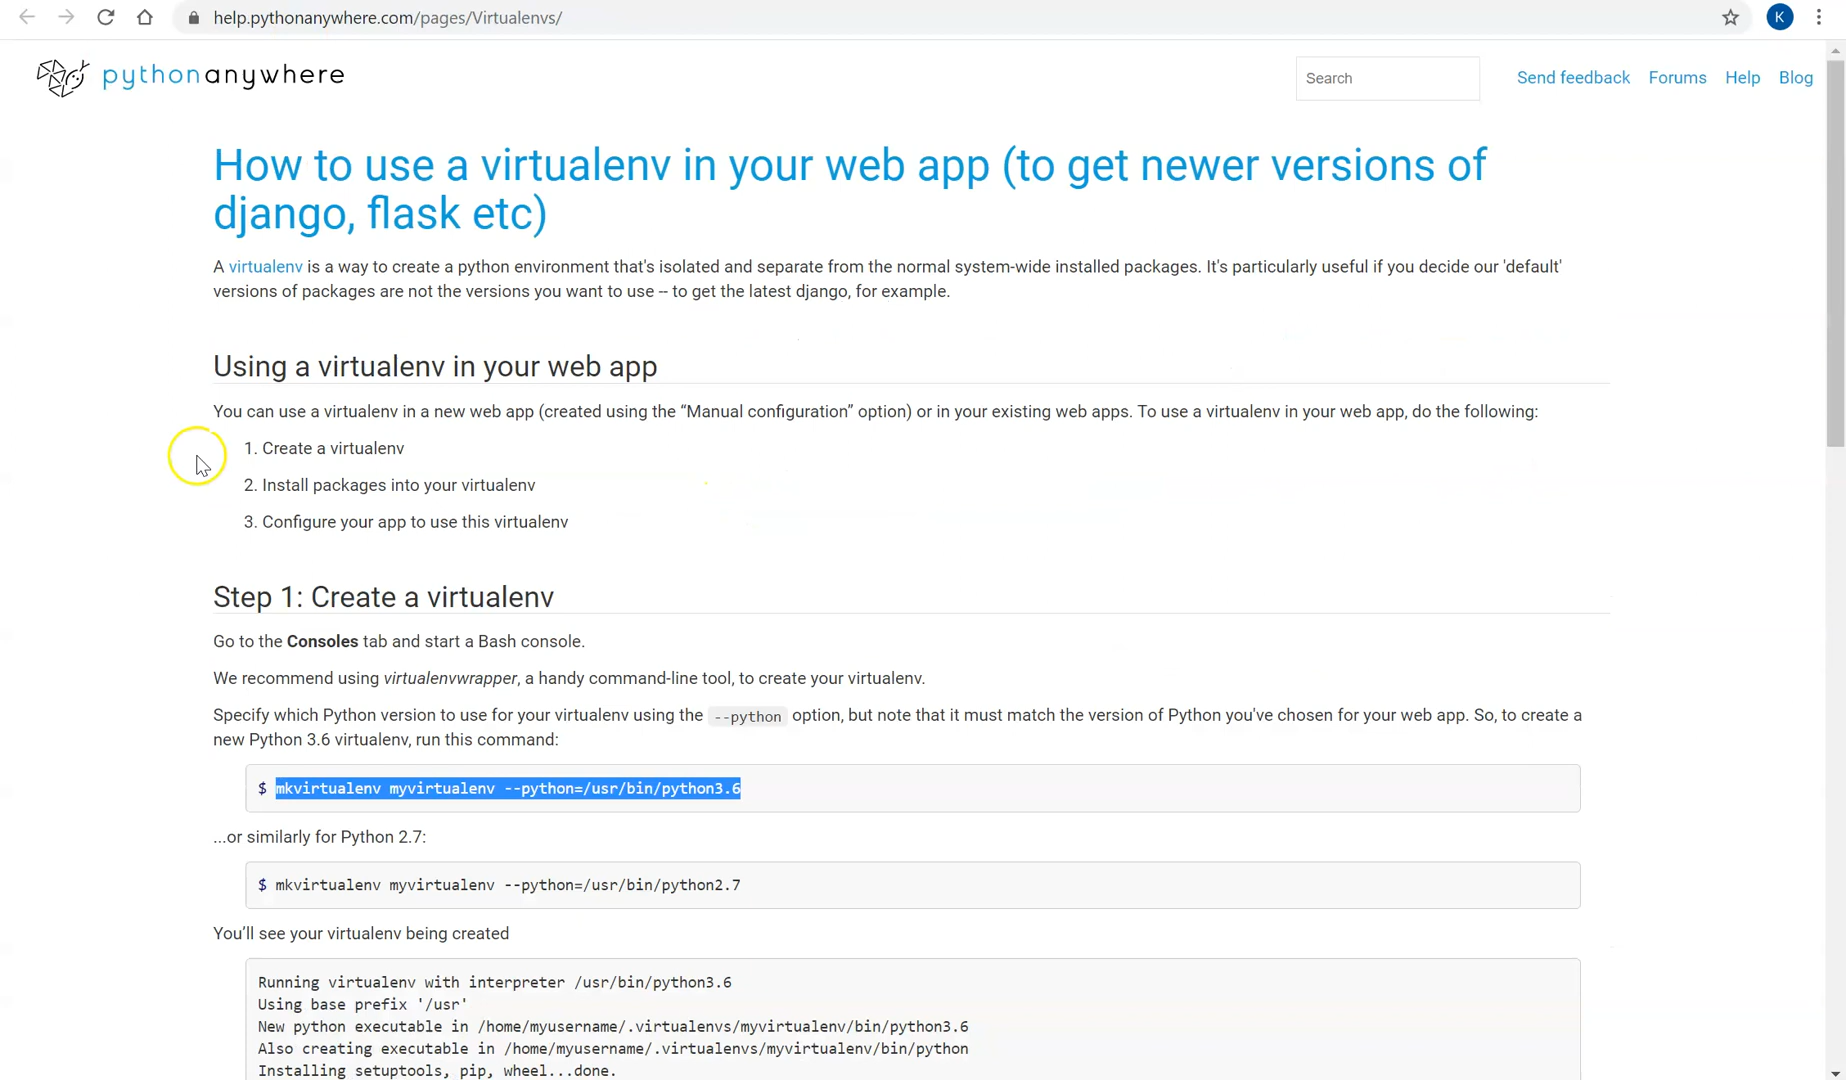 help.pythonanywhere.com/pages/Virtualenvs/
K
pythonanywhere
Search
Send feedback
Forums
Help
Blog
How to use a virtualenv in your web app (to get newer versions of
django, flask etc)
A virtualenv is a way to create a python environment that's isolated and separate from the normal system-wide installed packages. It's particularly useful if you decide our 'default'
versions of packages are not the versions you want to use -- to get the latest django, for example.
Using a virtualenv in your web app
You can use a virtualenv in a new web app (created using the “Manual configuration” option) or in your existing web apps. To use a virtualenv in your web app, do the following:
1. Create a virtualenv
2. Install packages into your virtualenv
3. Configure your app to use this virtualenv
Step 1: Create a virtualenv
Go to the Consoles tab and start a Bash console.
We recommend using virtualenvwrapper, a handy command-line tool, to create your virtualenv.
Specify which Python version to use for your virtualenv using the --python option, but note that it must match the version of Python you've chosen for your web app. So, to create a
new Python 3.6 virtualenv, run this command:
$ mkvirtualenv myvirtualenv --python=/usr/bin/python3.6
...or similarly for Python 2.7:
$ mkvirtualenv myvirtualenv --python=/usr/bin/python2.7
You’ll see your virtualenv being created
Running virtualenv with interpreter /usr/bin/python3.6
Using base prefix '/usr'
New python executable in /home/myusername/.virtualenvs/myvirtualenv/bin/python3.6
Also creating executable in /home/myusername/.virtualenvs/myvirtualenv/bin/python
Installing setuptools, pip, wheel...done.